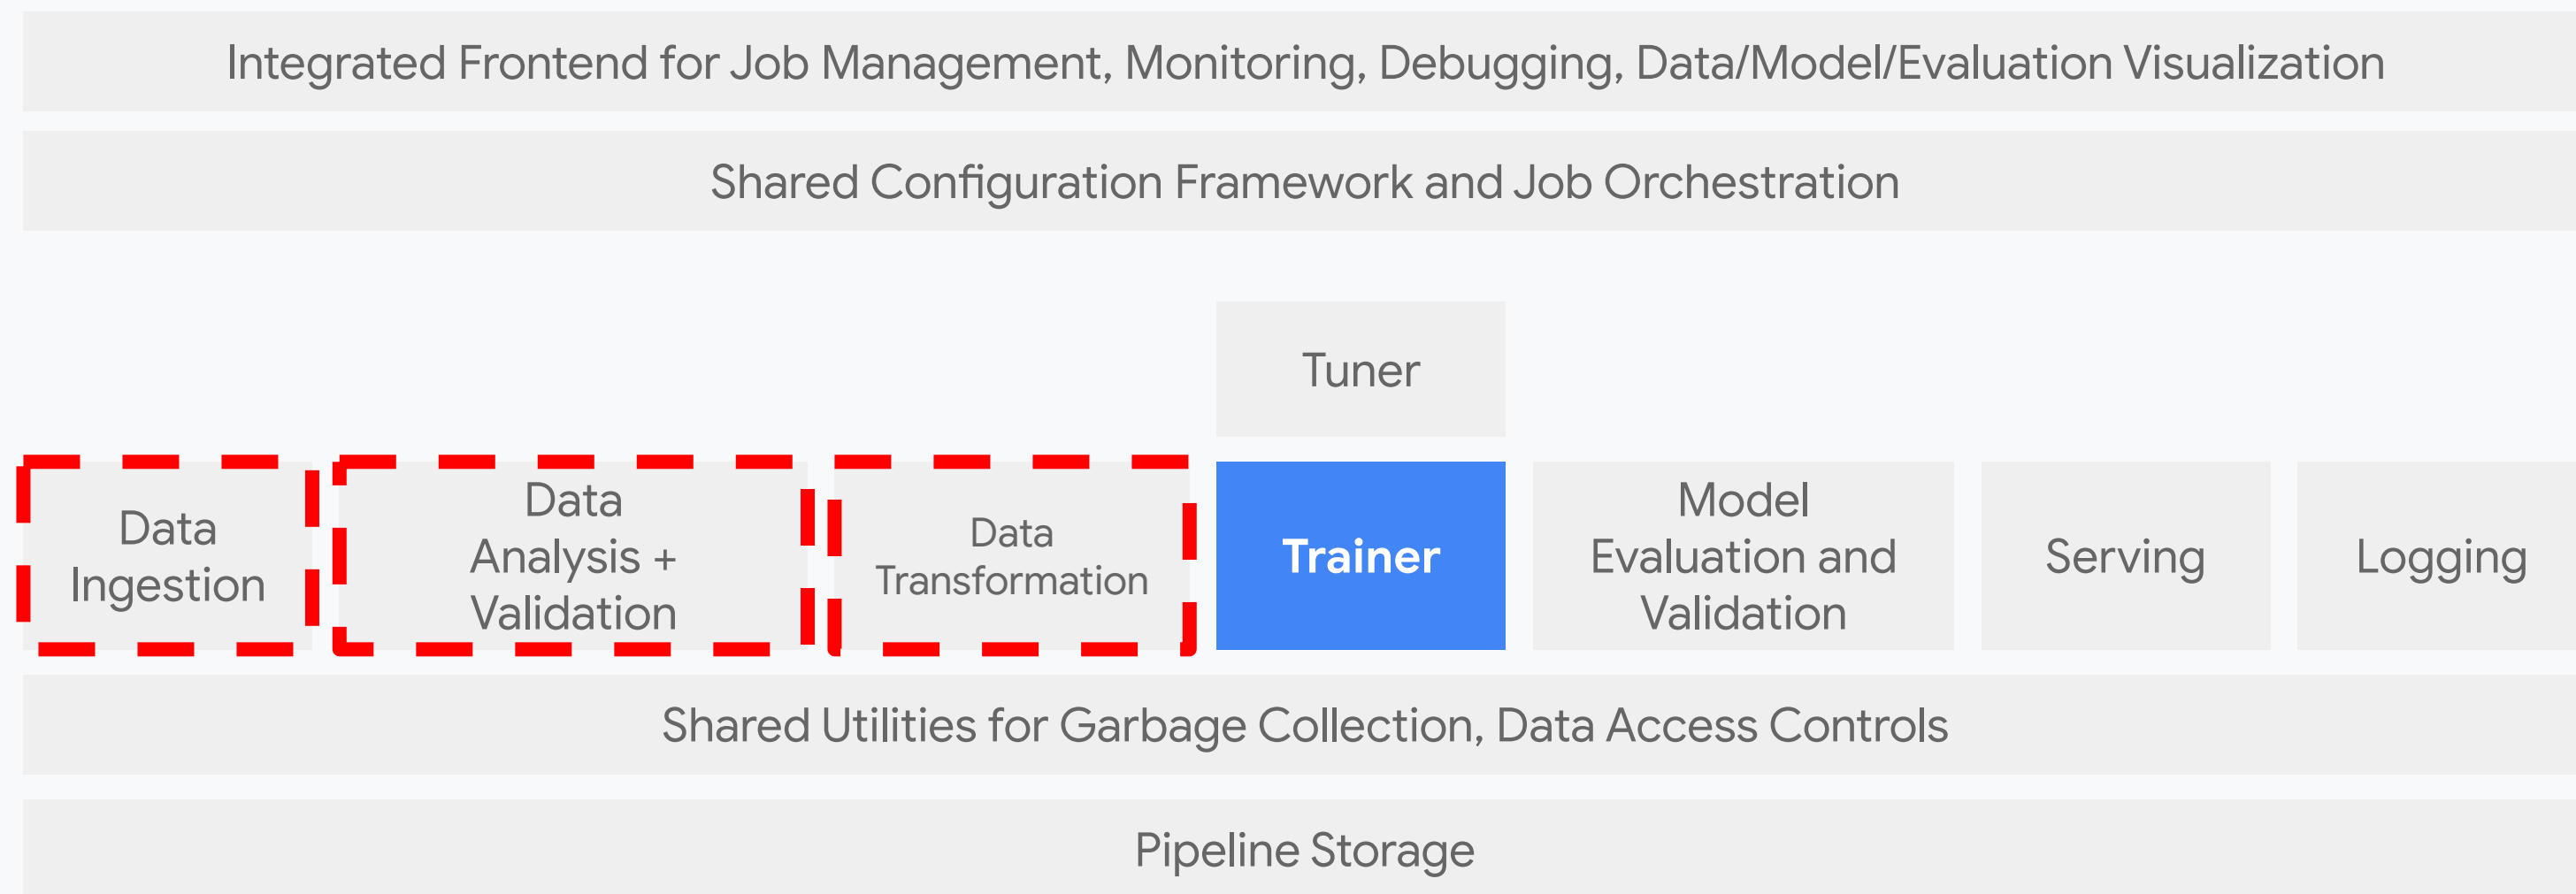 Integrated Frontend for Job Management, Monitoring, Debugging, Data/Model/Evaluation Visualization
Shared Configuration Framework and Job Orchestration
Tuner
Data
Ingestion
Data
Analysis +
Validation
Data
Transformation
Trainer
Model
Evaluation and
Validation
Serving
Logging
Shared Utilities for Garbage Collection, Data Access Controls
Pipeline Storage